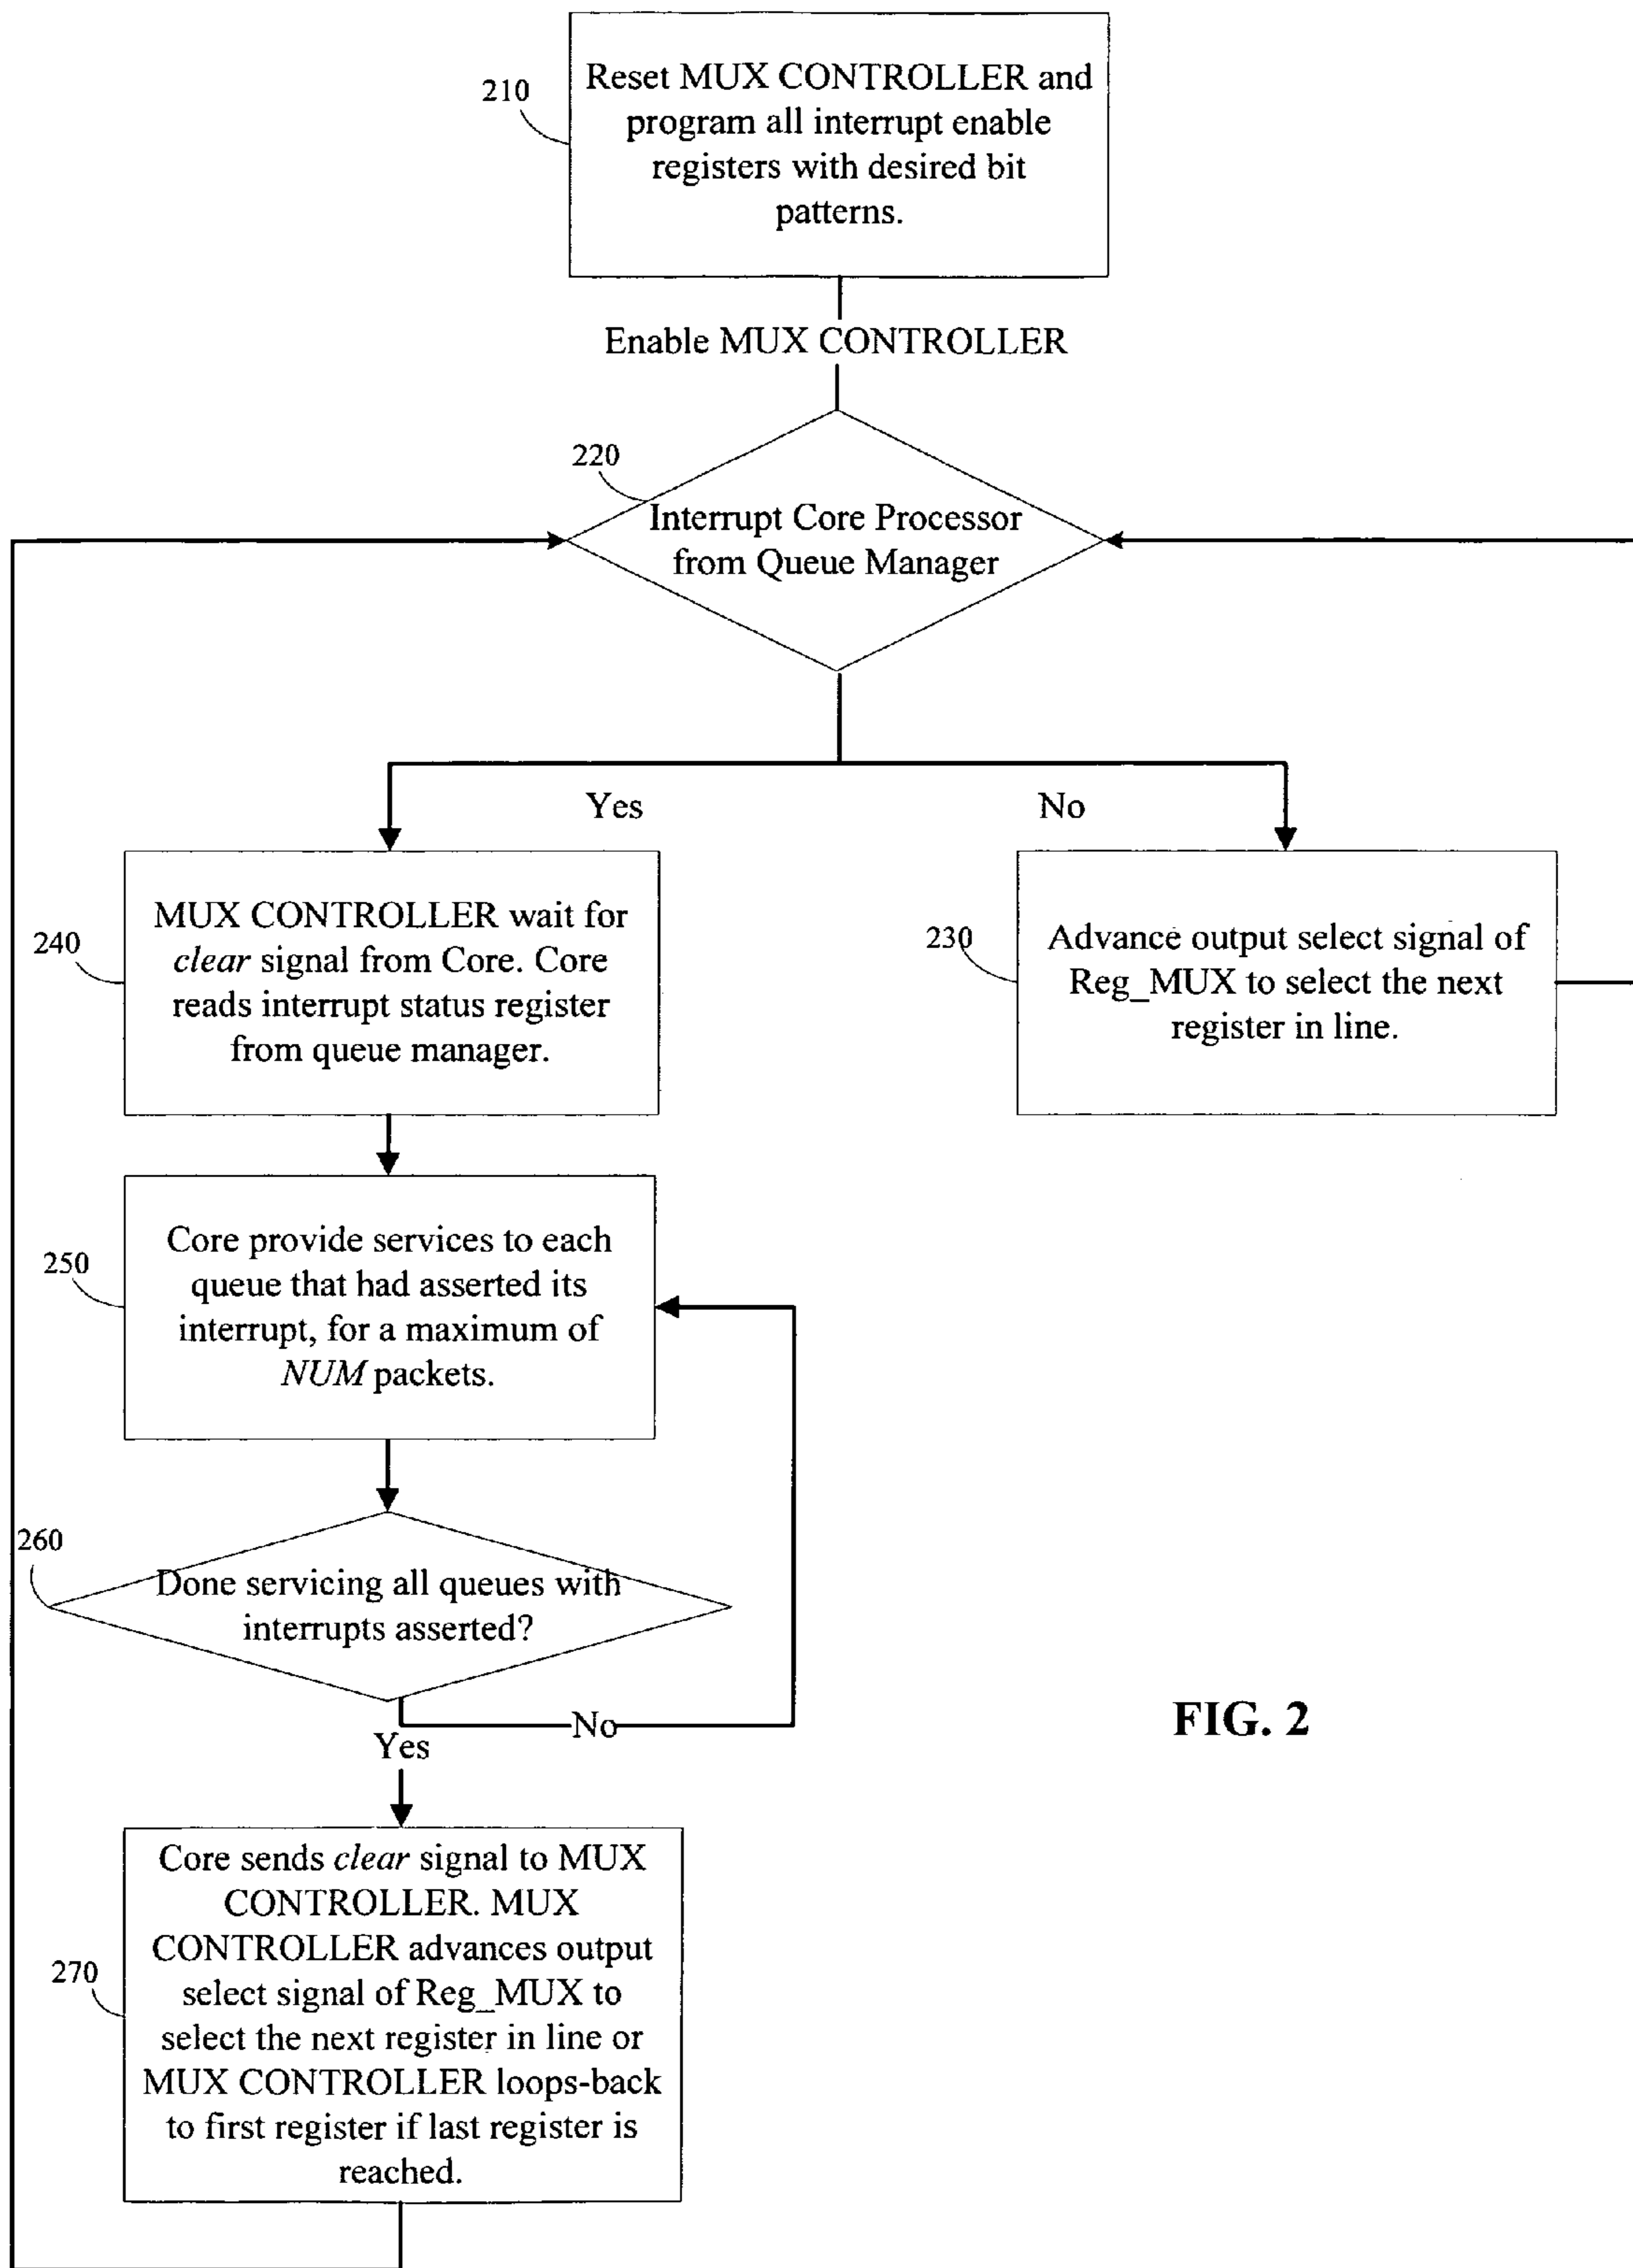 210
Reset MUX CONTROLLER and
program all interrupt enable
registers with desired bit
patterns.
Enable MUX CONTROLLER
220
Interrupt Core Processor
from Queue Manager
Yes
No
240
MUX CONTROLLER wait for
clear signal from Core. Core
reads interrupt status register
from queue manager.
230
Advance output select signal of
Reg_MUX to select the next
register in line.
250
Core provide services to each
queue that had asserted its
interrupt, for a maximum of
NUM packets.
260
Done servicing all queues with
interrupts asserted?
No
Yes
FIG. 2
270
Core sends clear signal to MUX
CONTROLLER. MUX
CONTROLLER advances output
select signal of Reg_MUX to
select the next register in line or
MUX CONTROLLER loops-back
to first register if last register is
reached.